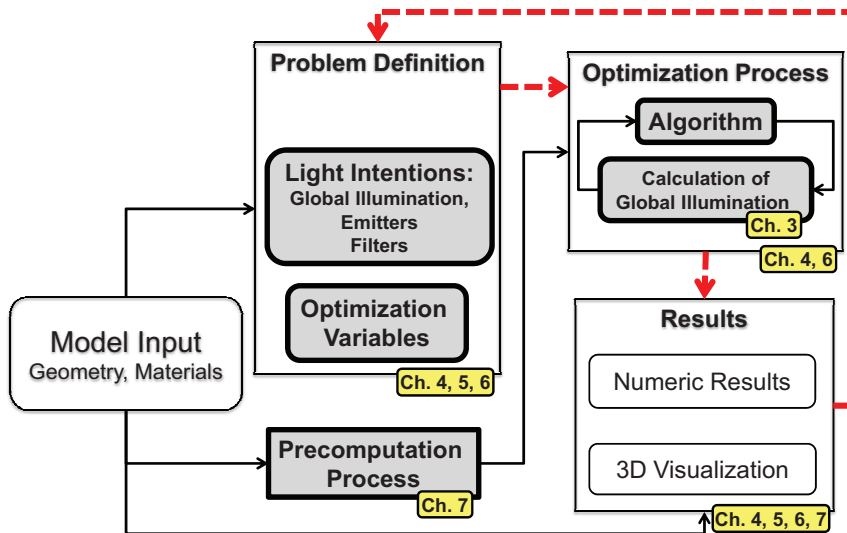 Problem Definition
Light Intentions:
Global Illumination,
Emitters
Filters
Optimization
Variables
Ch. 4, 5, 6
Optimization Process
Algorithm
Calculation of
Global Illumination
Ch. 3
Ch. 4, 6
Model Input
Geometry, Materials
Precomputation
Process
Ch. 7
Results
Numeric Results
3D Visualization
Ch. 4, 5, 6, 7